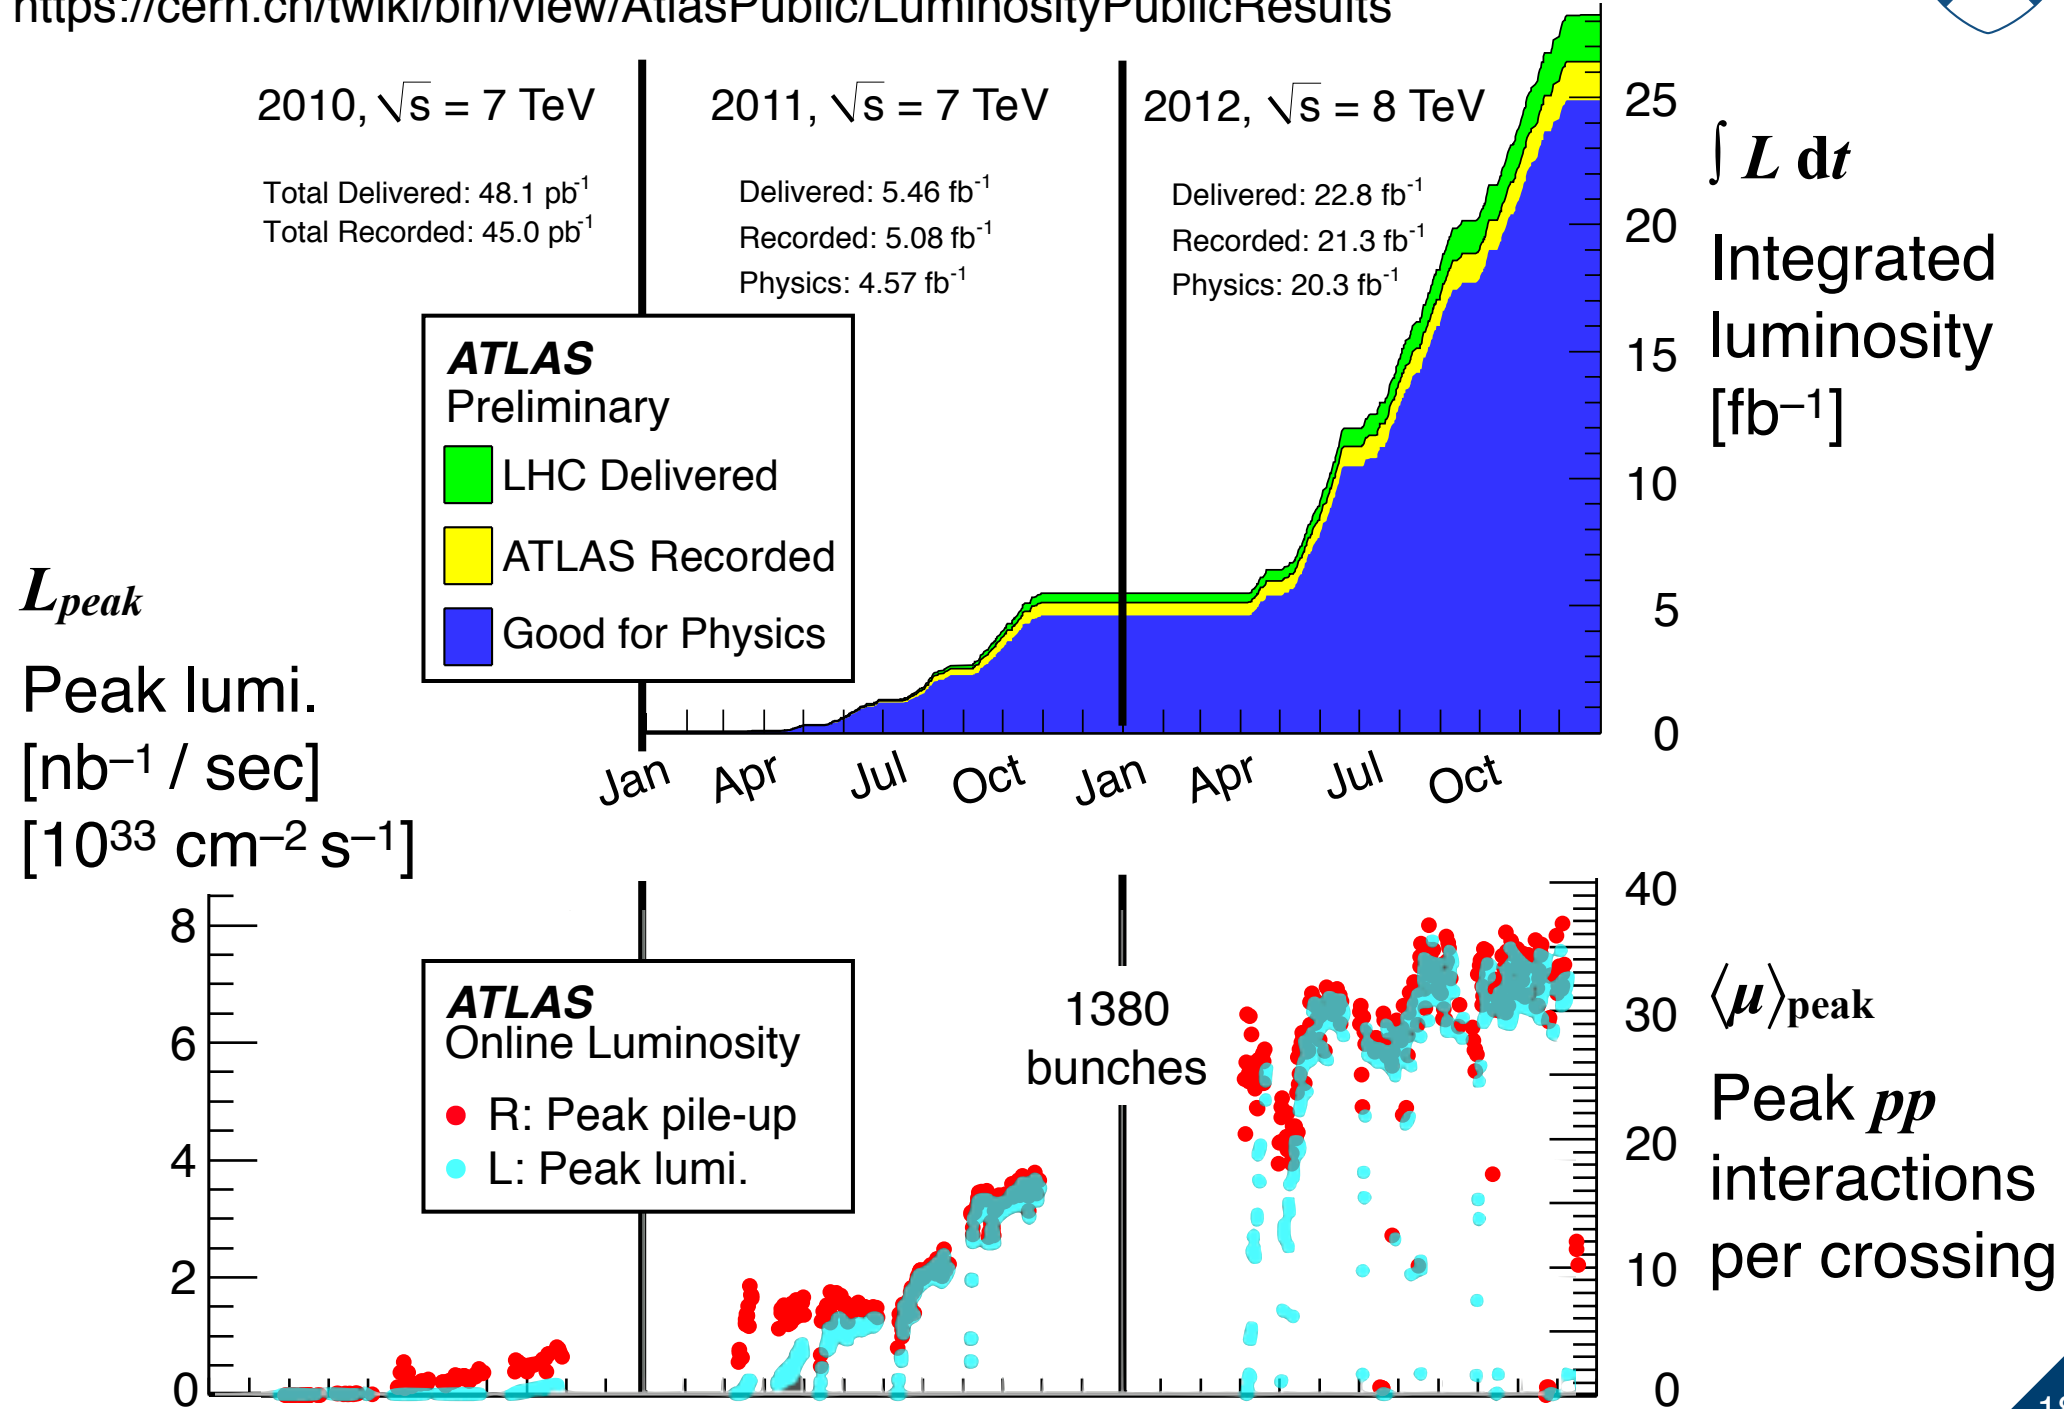 https://cern.ch/twiki/bin/view/AtlasPublic/LuminosityPublicResults
2010, √s = 7 TeV
Total Delivered: 48.1 pb⁻¹
Total Recorded: 45.0 pb⁻¹
2011, √s = 7 TeV
Delivered: 5.46 fb⁻¹
Recorded: 5.08 fb⁻¹
Physics: 4.57 fb⁻¹
2012, √s = 8 TeV
Delivered: 22.8 fb⁻¹
Recorded: 21.3 fb⁻¹
Physics: 20.3 fb⁻¹
ATLAS
Preliminary
LHC Delivered
ATLAS Recorded
Good for Physics
25
20
15
10
5
0
∫ L dt
Integrated
luminosity
[fb–1]
Jan Apr Jul Oct Jan Apr Jul Oct
Lpeak
Peak lumi.
[nb–1 / sec]
[10³³ cm–2 s–1]
8
6
4
2
0
ATLAS
Online Luminosity
R: Peak pile-up
L: Peak lumi.
1380
bunches
40
30
20
10
0
⟨μ⟩peak
Peak pp
interactions
per crossing